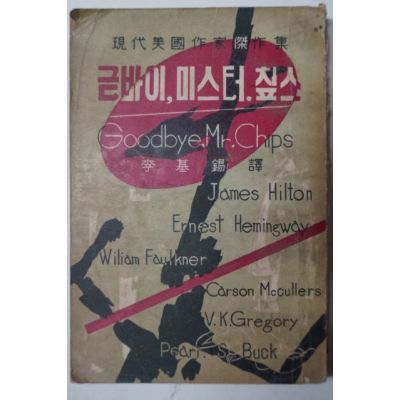 現代美國作家傑作集
귿바이, 미스터. 칲스
Goodbye, Mr. Chips
李基錫 譯
James Hilton
Ernest Hemingway
Wiliam Faulkner
Carson Mccullers
V.K.Gregory
Pearl S. Buck